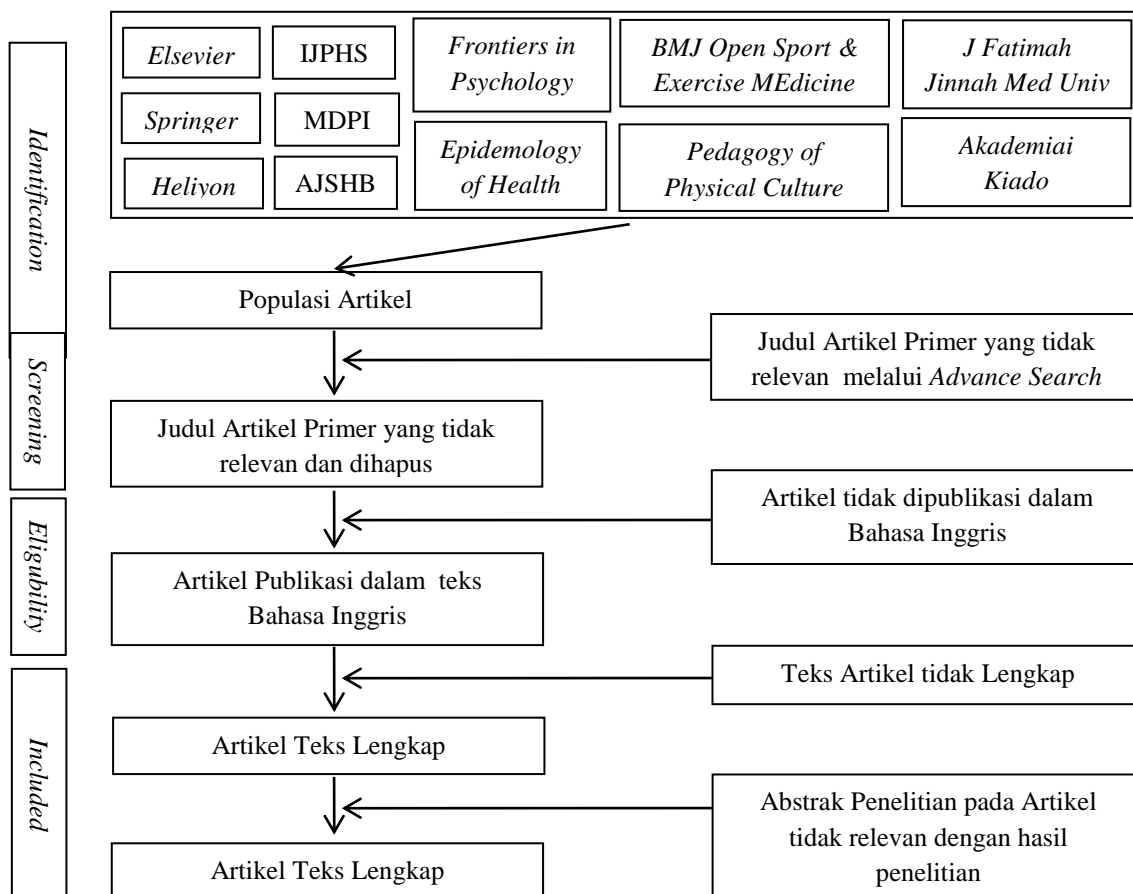 Identification
Elsevier
Springer
Heliyon
IJPHS
MDPI
AJSHB
Frontiers in
Psychology
Epidemology
of Health
BMJ Open Sport &
Exercise MEdicine
Pedagogy of
Physical Culture
J Fatimah
Jinnah Med Univ
Akademiai
Kiado
Populasi Artikel
Screening
Judul Artikel Primer yang tidak
relevan melalui Advance Search
Judul Artikel Primer yang tidak
relevan dan dihapus
Eligubility
Artikel tidak dipublikasi dalam
Bahasa Inggris
Artikel Publikasi dalam teks
Bahasa Inggris
Included
Teks Artikel tidak Lengkap
Artikel Teks Lengkap
Abstrak Penelitian pada Artikel
tidak relevan dengan hasil
penelitian
Artikel Teks Lengkap